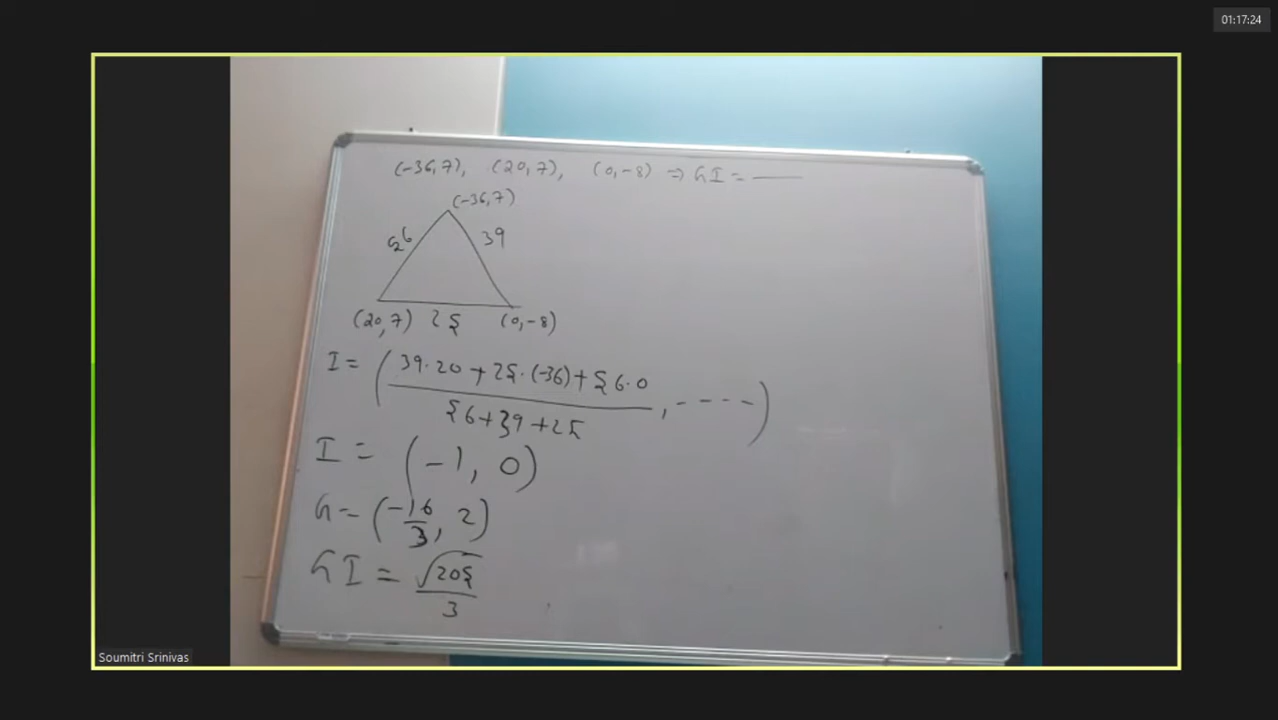 01:17:24
(-36,7), (20,7), (0,-8) ⇒ GI = ——
(-36,7)
56 39
(20,7) 25 (0,-8)
I = ( (39·20 + 25·(-36) + 56·0) / (56+39+25) , ---- )
I = (-1, 0)
G = (-16/3, 2)
GI = √205/3
Soumitri Srinivas